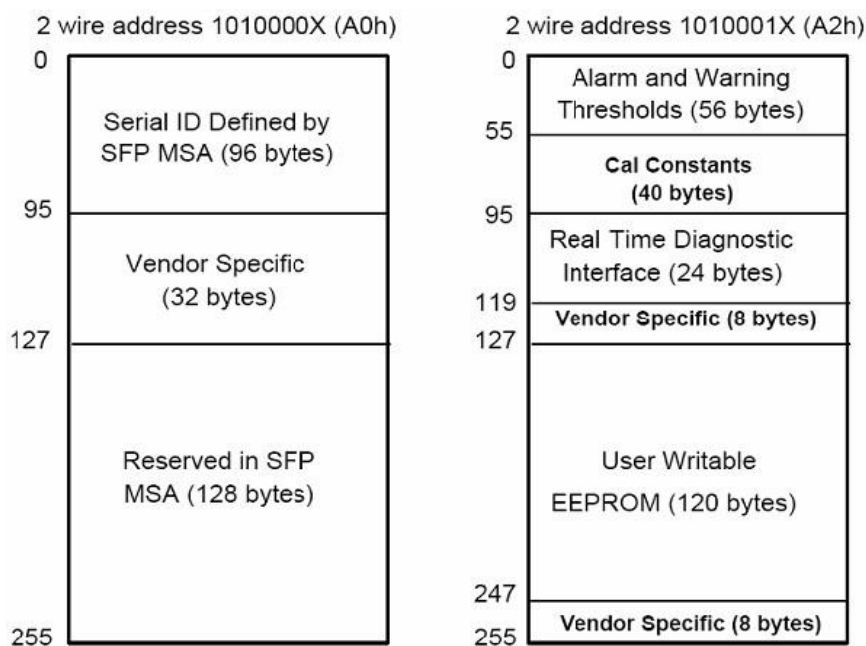 2 wire address 1010000X (A0h)
0
Serial ID Defined by
SFP MSA (96 bytes)
95
Vendor Specific
(32 bytes)
127
Reserved in SFP
MSA (128 bytes)
255
2 wire address 1010001X (A2h)
0
Alarm and Warning
Thresholds (56 bytes)
55
Cal Constants
(40 bytes)
95
Real Time Diagnostic
Interface (24 bytes)
119
Vendor Specific (8 bytes)
127
User Writable
EEPROM (120 bytes)
247
Vendor Specific (8 bytes)
255